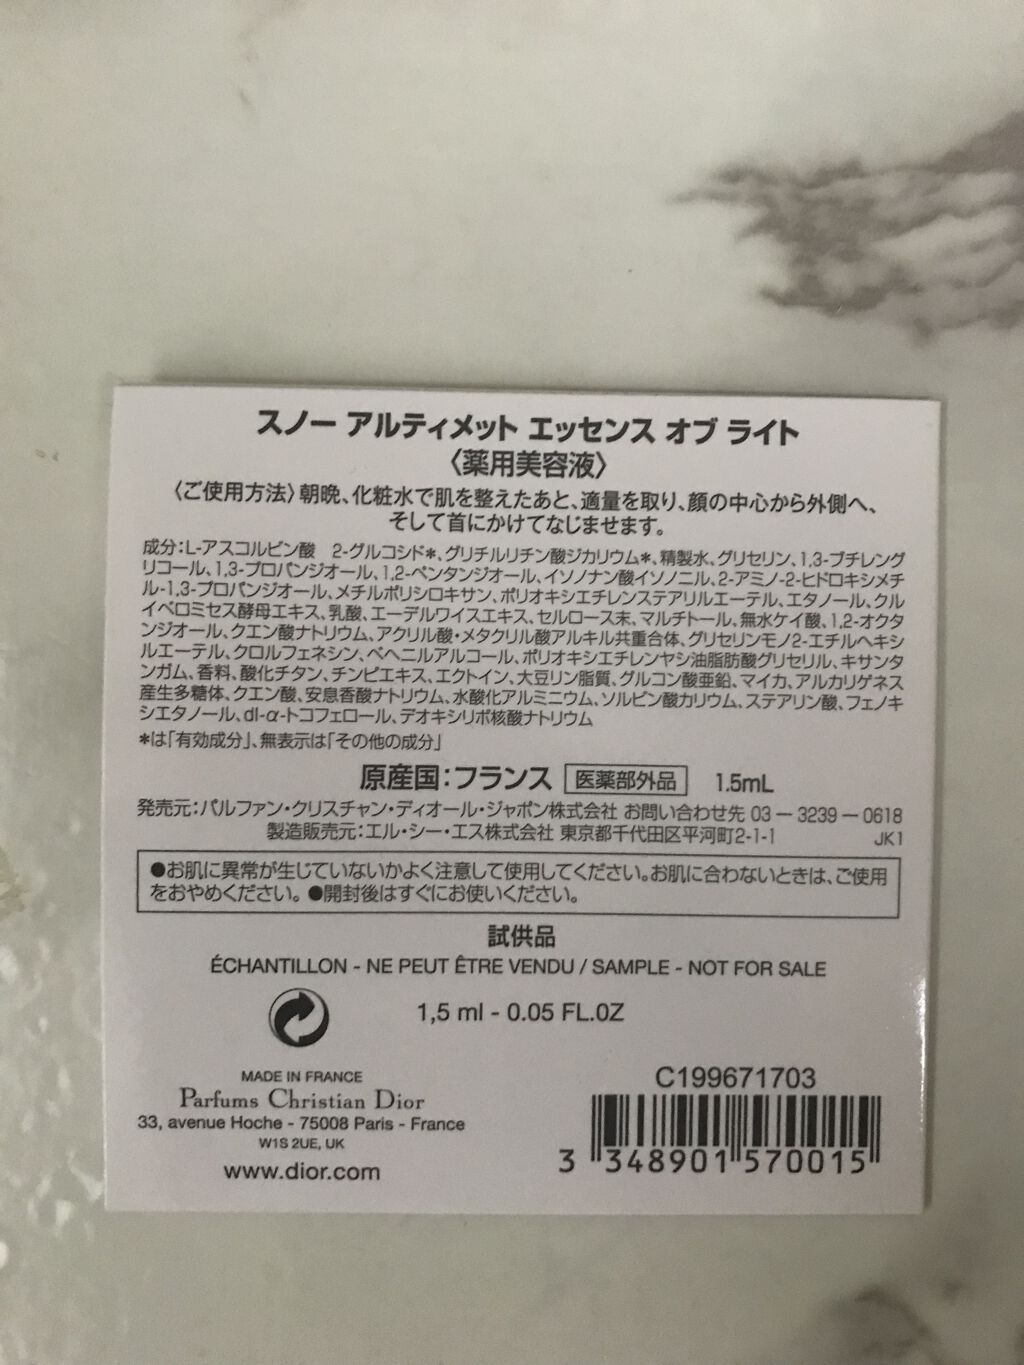 スノー アルティメット エッセンス オブ ライト
〈薬用美容液〉
〈ご使用方法〉朝晩、化粧水で肌を整えたあと、適量を取り、顔の中心から外側へ、
そして首にかけてなじませます。
成分：L-アスコルビン酸 2-グルコシド＊、グリチルリチン酸ジカリウム＊、精製水、グリセリン、1,3-ブチレング
リコール、1,3-プロパンジオール、1,2-ペンタンジオール、イソノナン酸イソノニル、2-アミノ-2-ヒドロキシメチ
ル-1,3-プロパンジオール、メチルポリシロキサン、ポリオキシエチレンステアリルエーテル、エタノール、クル
イベロミセス酵母エキス、乳酸、エーデルワイスエキス、セルロース末、マルチトール、無水ケイ酸、1,2-オクタ
ンジオール、クエン酸ナトリウム、アクリル酸・メタクリル酸アルキル共重合体、グリセリンモノ2-エチルヘキシ
ルエーテル、クロルフェネシン、ベヘニルアルコール、ポリオキシエチレンヤシ油脂肪酸グリセリル、キサンタ
ンガム、香料、酸化チタン、チンピエキス、エクトイン、大豆リン脂質、グルコン酸亜鉛、マイカ、アルカリゲネス
産生多糖体、クエン酸、安息香酸ナトリウム、水酸化アルミニウム、ソルビン酸カリウム、ステアリン酸、フェノキ
シエタノール、dl-α-トコフェロール、デオキシリボ核酸ナトリウム
＊は「有効成分」、無表示は「その他の成分」
原産国：フランス 医薬部外品 1.5mL
発売元：パルファン・クリスチャン・ディオール・ジャポン株式会社 お問い合わせ先 03－3239－0618
製造販売元：エル・シー・エス株式会社 東京都千代田区平河町2-1-1 JK1
●お肌に異常が生じていないかよく注意して使用してください。お肌に合わないときは、ご使用
をおやめください。●開封後はすぐにお使いください。
試供品
ÉCHANTILLON - NE PEUT ÊTRE VENDU / SAMPLE - NOT FOR SALE
1,5 ml - 0.05 FL.OZ
MADE IN FRANCE
Parfums Christian Dior
33, avenue Hoche - 75008 Paris - France
W1S 2UE, UK
www.dior.com
C199671703
3 348901 570015